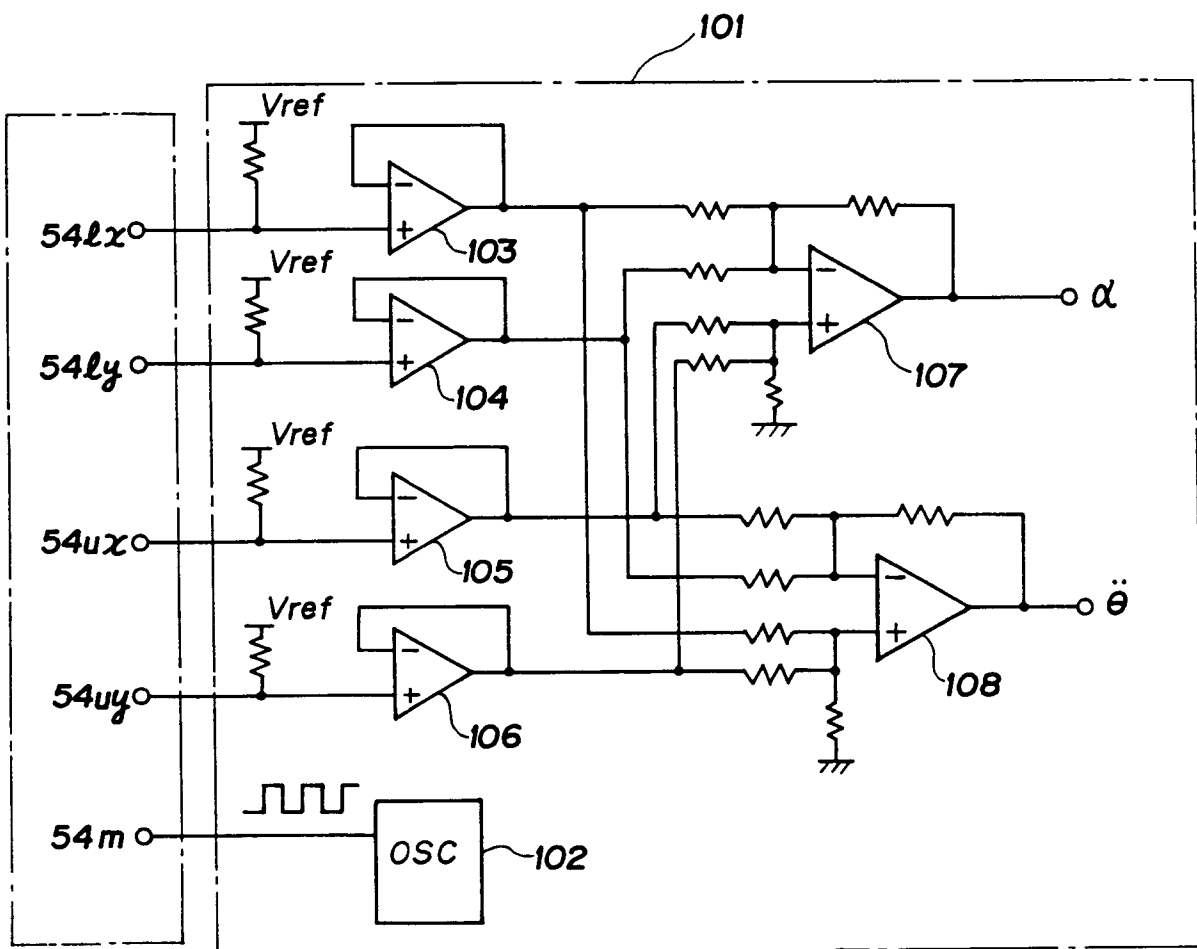 101
Vref
54lx
−
+
103
Vref
54ly
−
+
104
−
+
107
α
Vref
54ux
−
+
105
Vref
54uy
−
+
106
−
+
108
θ̈
54m
OSC
102